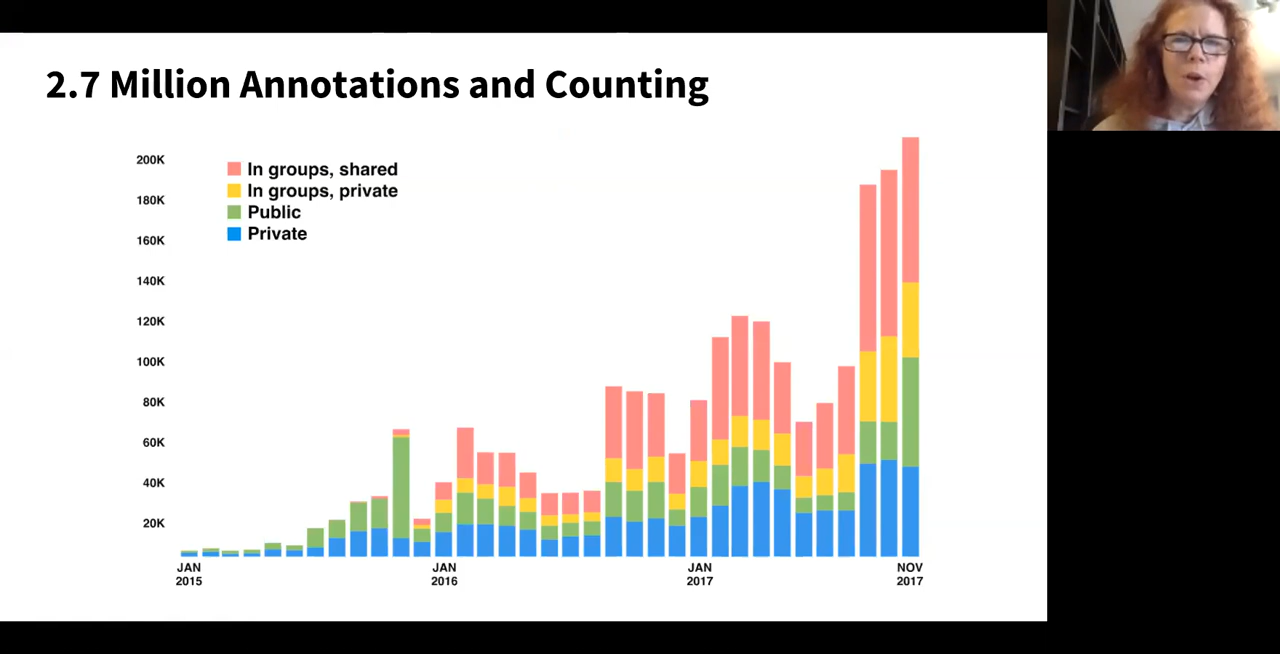 2.7 Million Annotations and Counting
In groups, shared
In groups, private
Public
Private
200K
180K
160K
140K
120K
100K
80K
60K
40K
20K
JAN
2015
JAN
2016
JAN
2017
NOV
2017